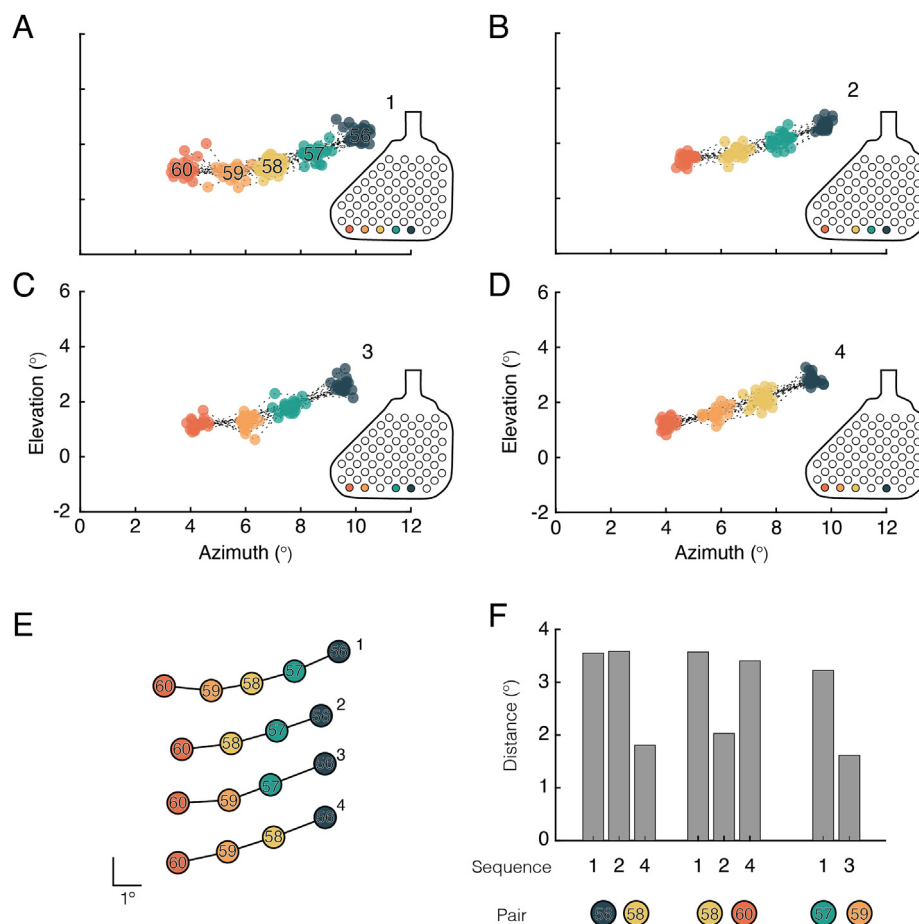 A
B
1
2
60
59
58
57
56
C
D
6
6
4
4
2
2
0
0
-2
-2
Elevation (°)
Elevation (°)
3
4
0 2 4 6 8 10 12
0 2 4 6 8 10 12
Azimuth (°)
Azimuth (°)
E
60 59 58 57 56 1
60 58 57 56 2
60 59 57 56 3
60 59 58 56 4
1°
F
4
3
2
1
0
Distance (°)
Sequence 1 2 4 1 2 4 1 3
Pair 56 58 58 60 57 59